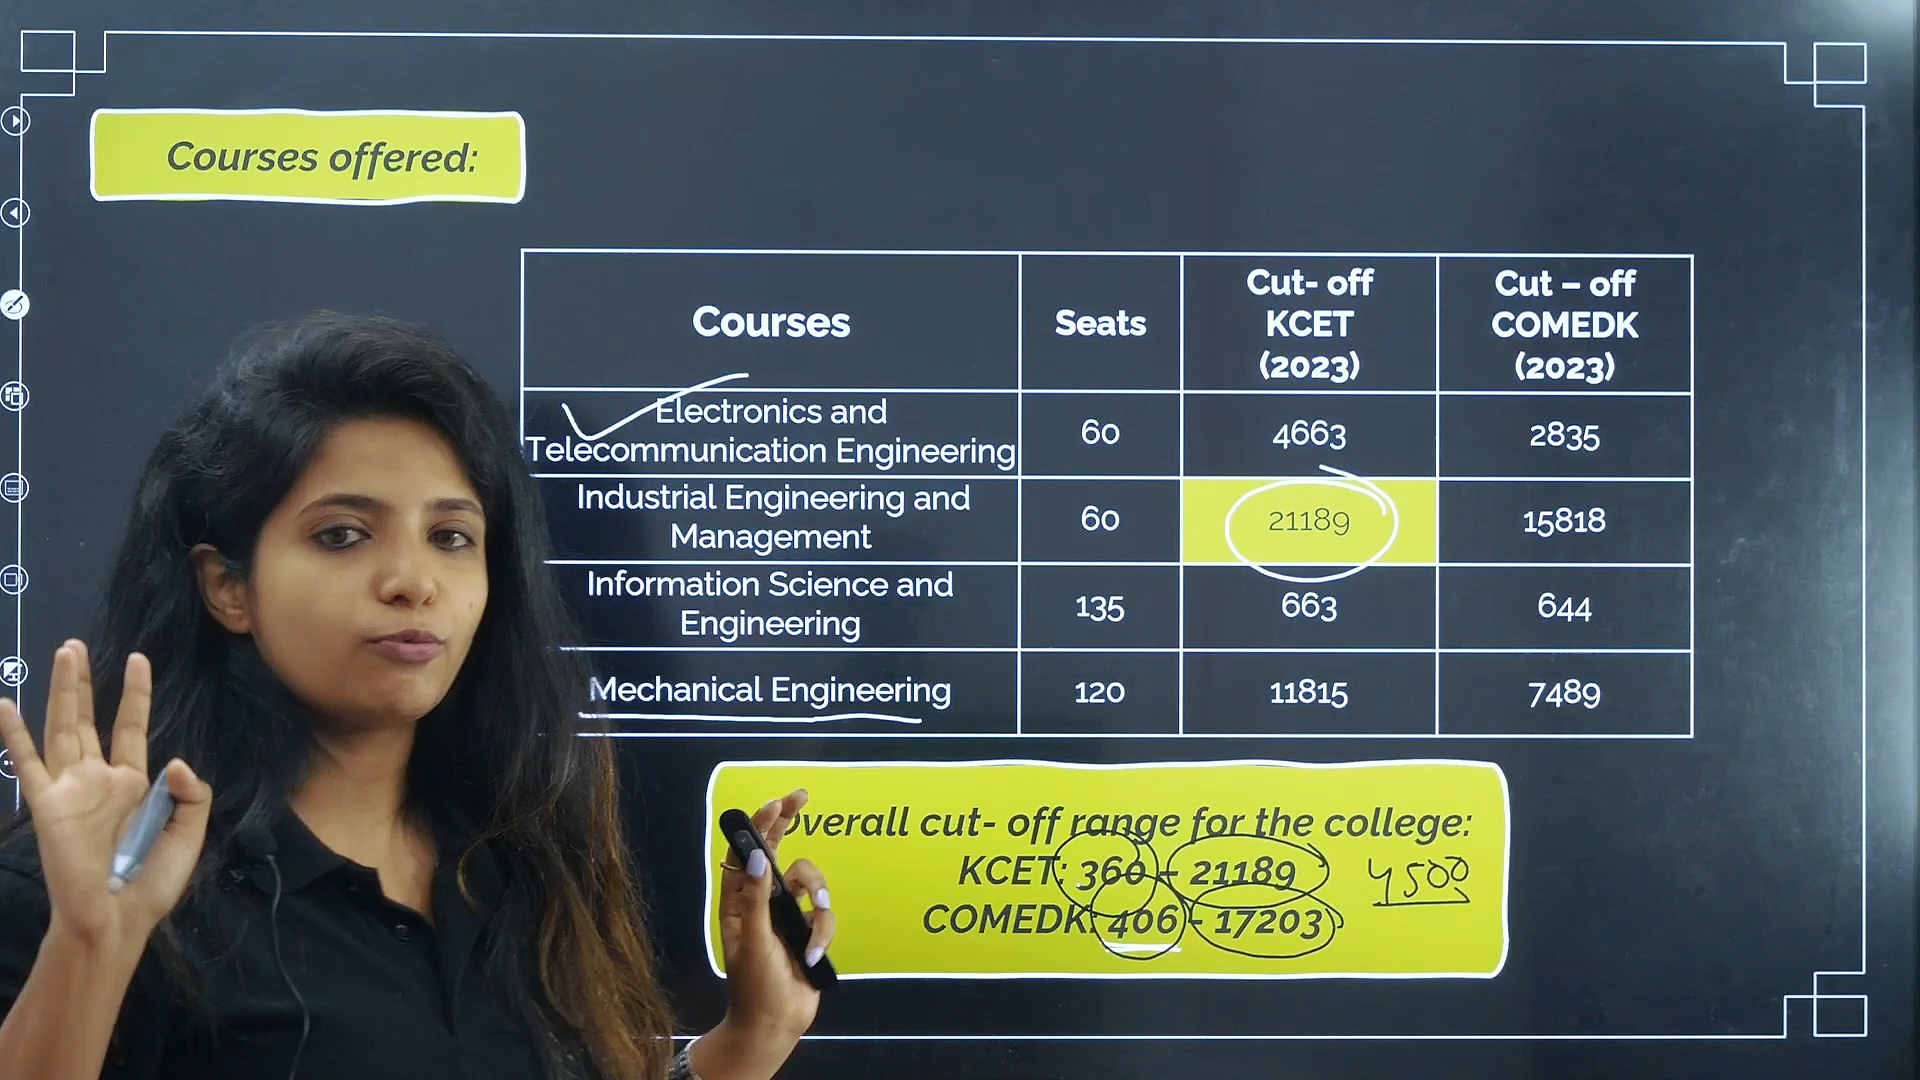 Courses offered:
Courses
Seats
Cut- off
KCET
(2023)
Cut – off
COMEDK
(2023)
Electronics and
Telecommunication Engineering
60
4663
2835
Industrial Engineering and
Management
60
21189
15818
Information Science and
Engineering
135
663
644
Mechanical Engineering
120
11815
7489
Overall cut- off range for the college:
KCET: 360 - 21189
4500
COMEDK: 406 - 17203